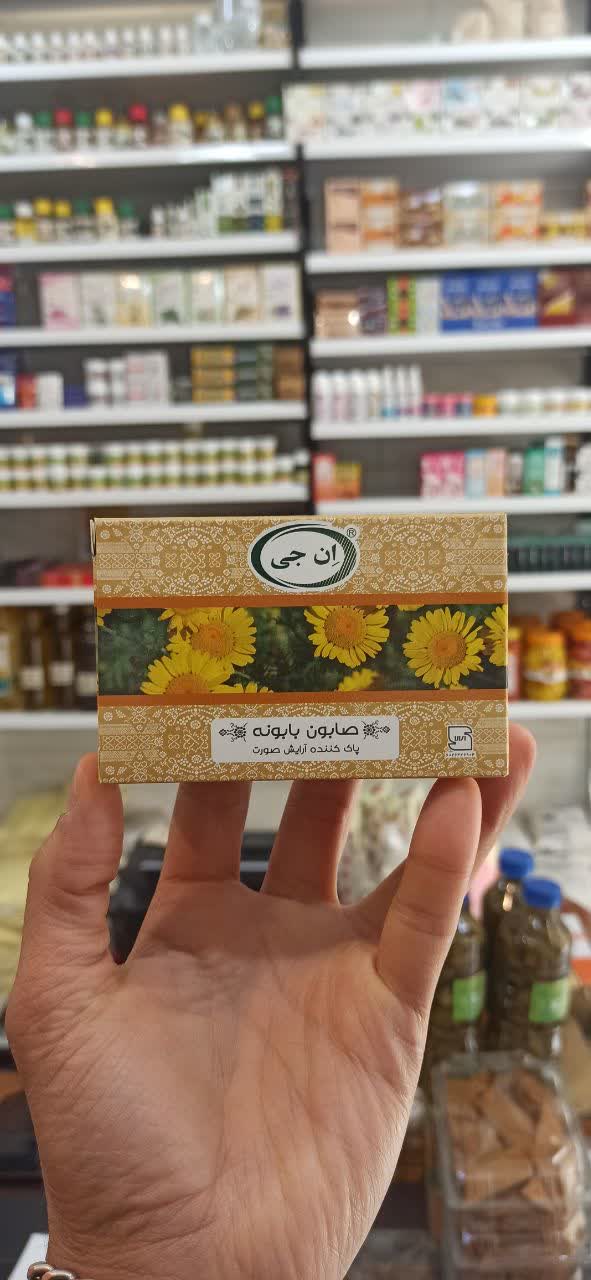 اِن جی ®
صابون بابونه
پاک کننده آرایش صورت